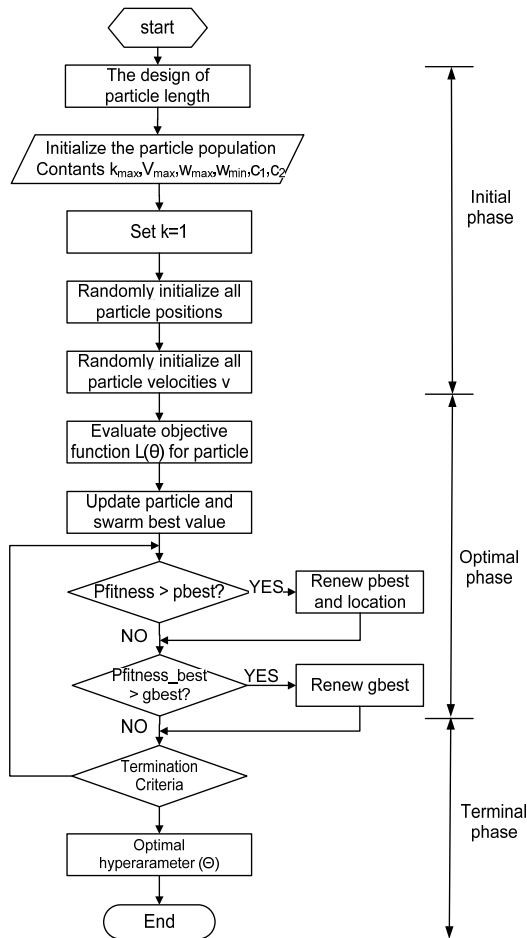 start
The design of
particle length
Initialize the particle population
Contants kmax,Vmax,wmax,wmin,c1,c2
Set k=1
Randomly initialize all
particle positions
Randomly initialize all
particle velocities v
Evaluate objective
function L(θ) for particle
Update particle and
swarm best value
Pfitness > pbest?
YES
Renew pbest
and location
NO
Pfitness_best
> gbest?
YES
Renew gbest
NO
Termination
Criteria
Optimal
hyperarameter (Θ)
End
Initial
phase
Optimal
phase
Terminal
phase